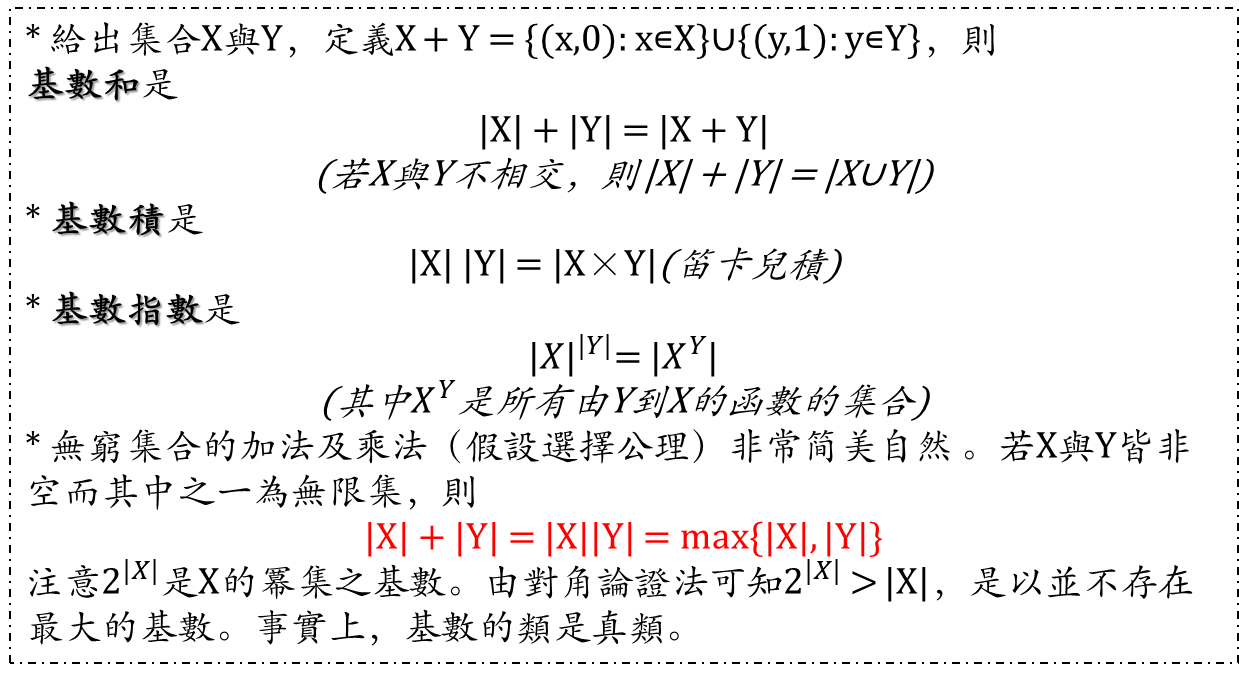 * 給出集合X與Y，定義X + Y = {(x,0): x∈X}∪{(y,1): y∈Y}，則
基數和是
|X| + |Y| = |X + Y|
(若X與Y不相交，則|X| + |Y| = |X∪Y|)
* 基數積是
|X| |Y| = |X × Y|(笛卡兒積)
* 基數指數是
|X|^|Y| = |X^Y|
(其中X^Y是所有由Y到X的函數的集合)
* 無窮集合的加法及乘法（假設選擇公理）非常简美自然。若X與Y皆非
空而其中之一為無限集，則
|X| + |Y| = |X||Y| = max{|X|, |Y|}
注意2^|X|是X的冪集之基數。由對角論證法可知2^|X| > |X|，是以並不存在
最大的基數。事實上，基數的類是真類。